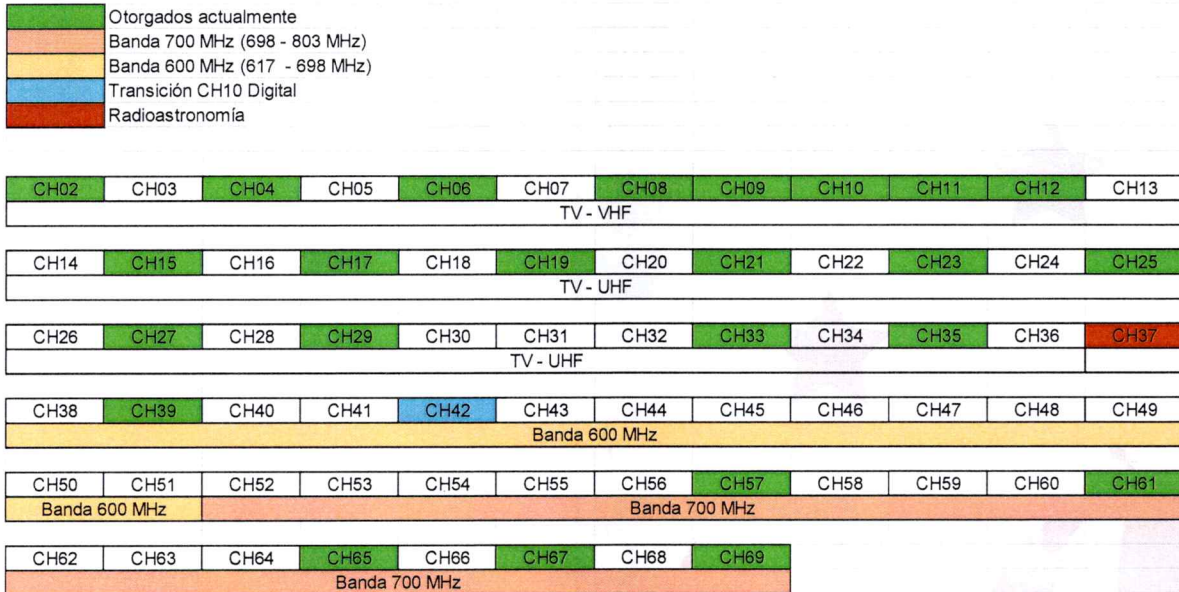 Otorgados actualmente
Banda 700 MHz (698 - 803 MHz)
Banda 600 MHz (617 - 698 MHz)
Transición CH10 Digital
Radioastronomía
CH02 CH03 CH04 CH05 CH06 CH07 CH08 CH09 CH10 CH11 CH12 CH13
TV - VHF
CH14 CH15 CH16 CH17 CH18 CH19 CH20 CH21 CH22 CH23 CH24 CH25
TV - UHF
CH26 CH27 CH28 CH29 CH30 CH31 CH32 CH33 CH34 CH35 CH36 CH37
TV - UHF
CH38 CH39 CH40 CH41 CH42 CH43 CH44 CH45 CH46 CH47 CH48 CH49
Banda 600 MHz
CH50 CH51 CH52 CH53 CH54 CH55 CH56 CH57 CH58 CH59 CH60 CH61
Banda 600 MHz Banda 700 MHz
CH62 CH63 CH64 CH65 CH66 CH67 CH68 CH69
Banda 700 MHz